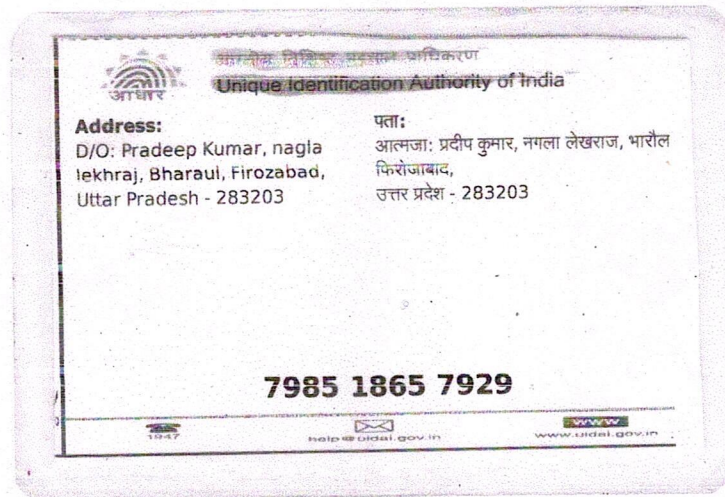 भारतीय विशिष्ट पहचान प्राधिकरण
Unique Identification Authority of India
आधार
Address:
D/O: Pradeep Kumar, nagla
lekhraj, Bharaul, Firozabad,
Uttar Pradesh - 283203
पता:
आत्मजा: प्रदीप कुमार, नगला लेखराज, भारौल
फिरोजाबाद,
उत्तर प्रदेश - 283203
7985 1865 7929
1947
help@uidai.gov.in
www
www.uidai.gov.in